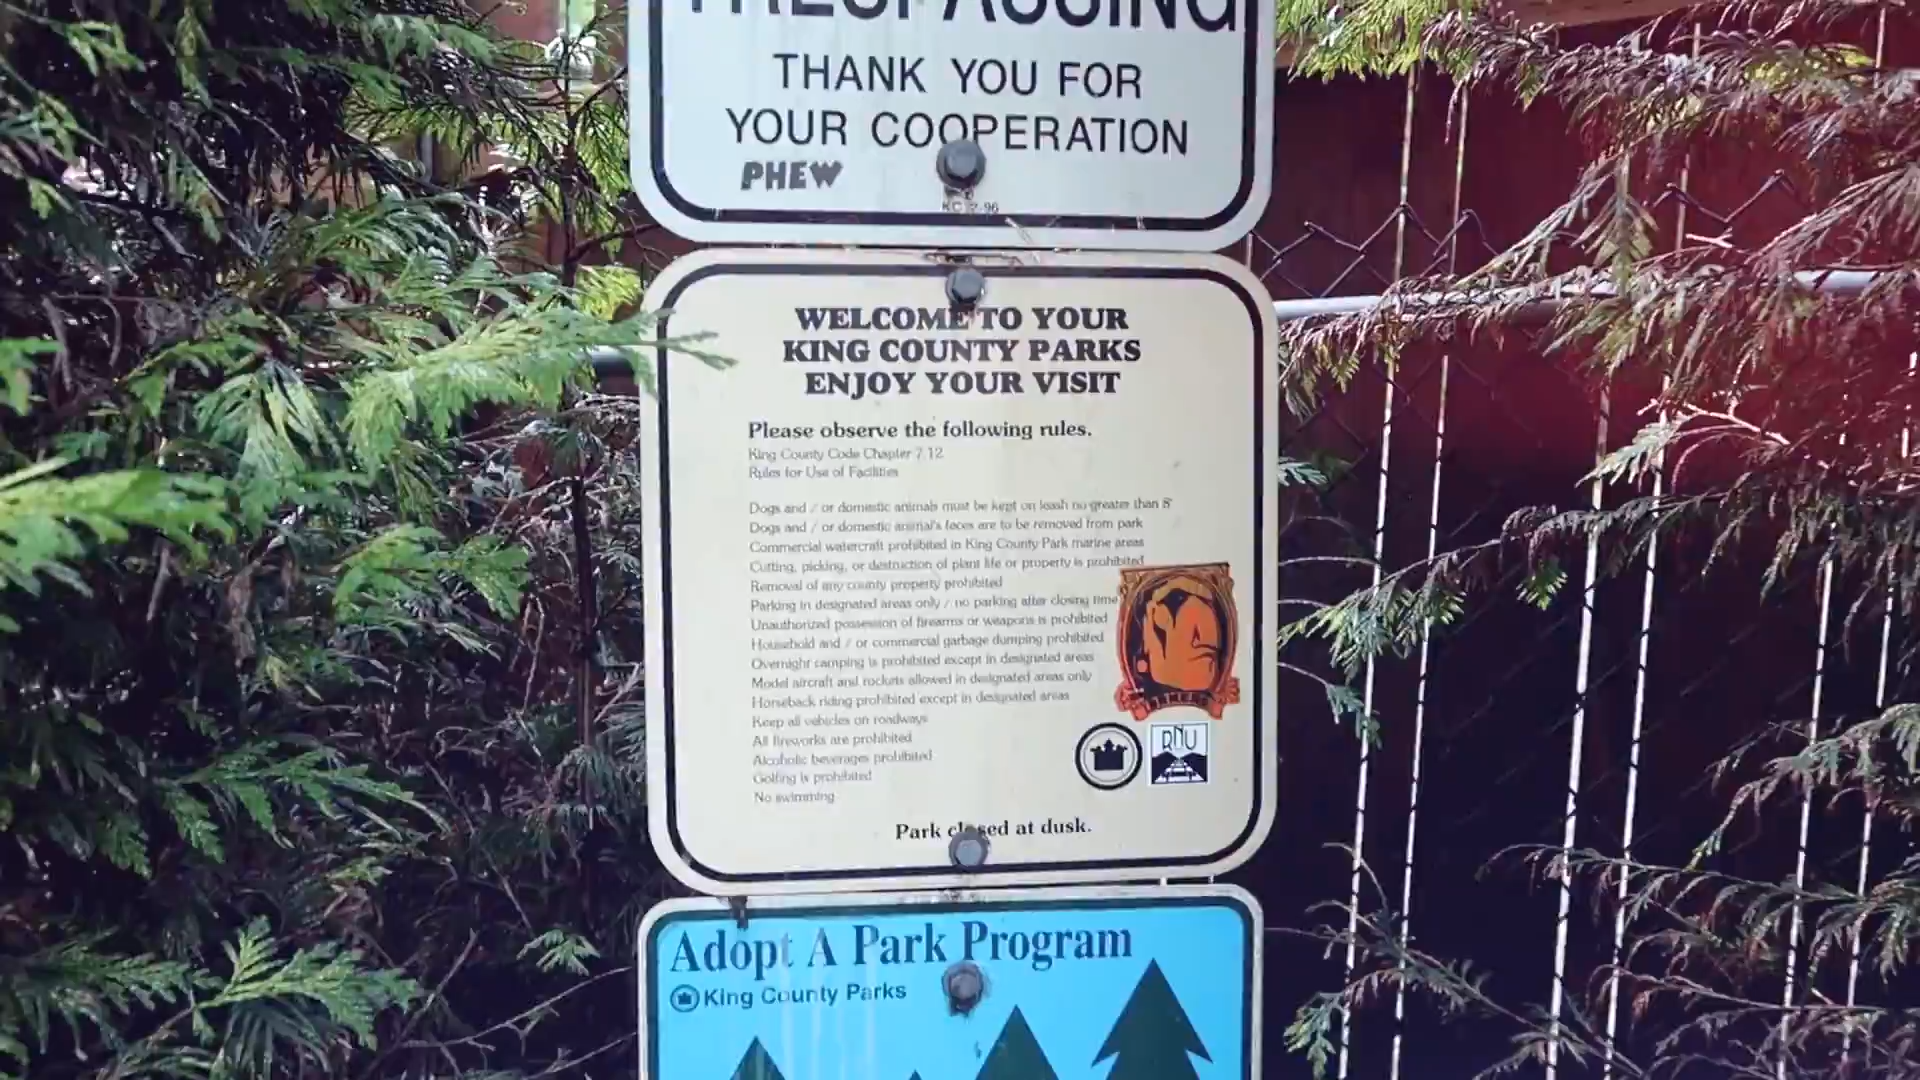 TRESPASSING
THANK YOU FOR
YOUR COOPERATION
PHEW
WELCOME TO YOUR
KING COUNTY PARKS
ENJOY YOUR VISIT
Please observe the following rules.
King County Code Chapter 7.12
Rules for Use of Facilities
Dogs and / or domestic animals must be kept on leash no greater than 8'
Dogs and / or domestic animal's feces are to be removed from park
Commercial watercraft prohibited in King County Park marine areas
Cutting, picking, or destruction of plant life or property is prohibited
Removal of any county property prohibited
Parking in designated areas only / no parking after closing time
Unauthorized possession of firearms or weapons is prohibited
Household and / or commercial garbage dumping prohibited
Overnight camping is prohibited except in designated areas
Model aircraft and rockets allowed in designated areas only
Horseback riding prohibited except in designated areas
Keep all vehicles on roadways
All fireworks are prohibited
Alcoholic beverages prohibited
Golfing is prohibited
No swimming
Park closed at dusk.
Adopt A Park Program
King County Parks